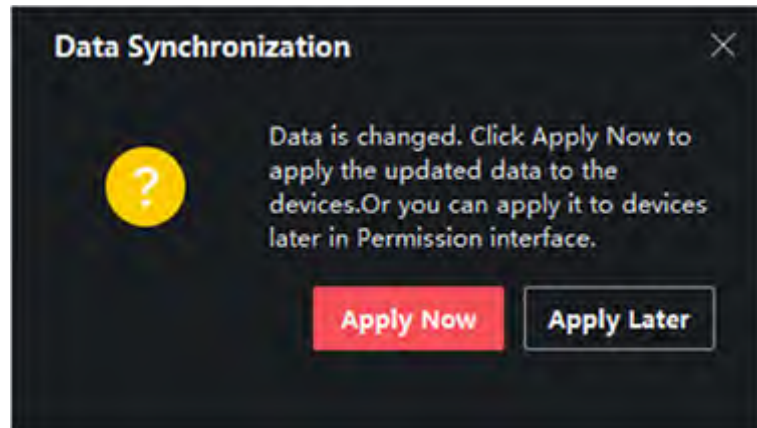 Data Synchronization
?
Data is changed. Click Apply Now to
apply the updated data to the
devices.Or you can apply it to devices
later in Permission interface.
Apply Now
Apply Later